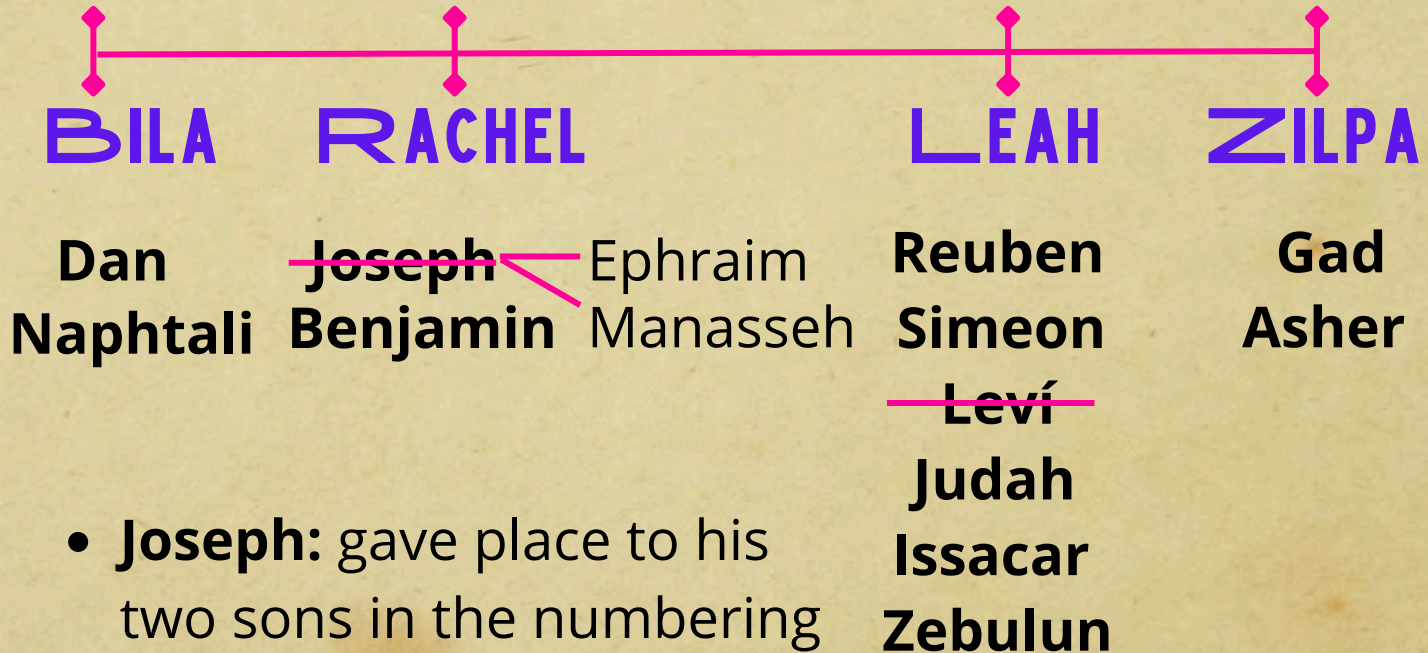 BILA
RACHEL
LEAH
ZILPA
Dan
Naphtali
Joseph
Benjamin
Ephraim
Manasseh
Reuben
Simeon
Leví
Judah
Issacar
Zebulun
Gad
Asher
• Joseph: gave place to his
two sons in the numbering